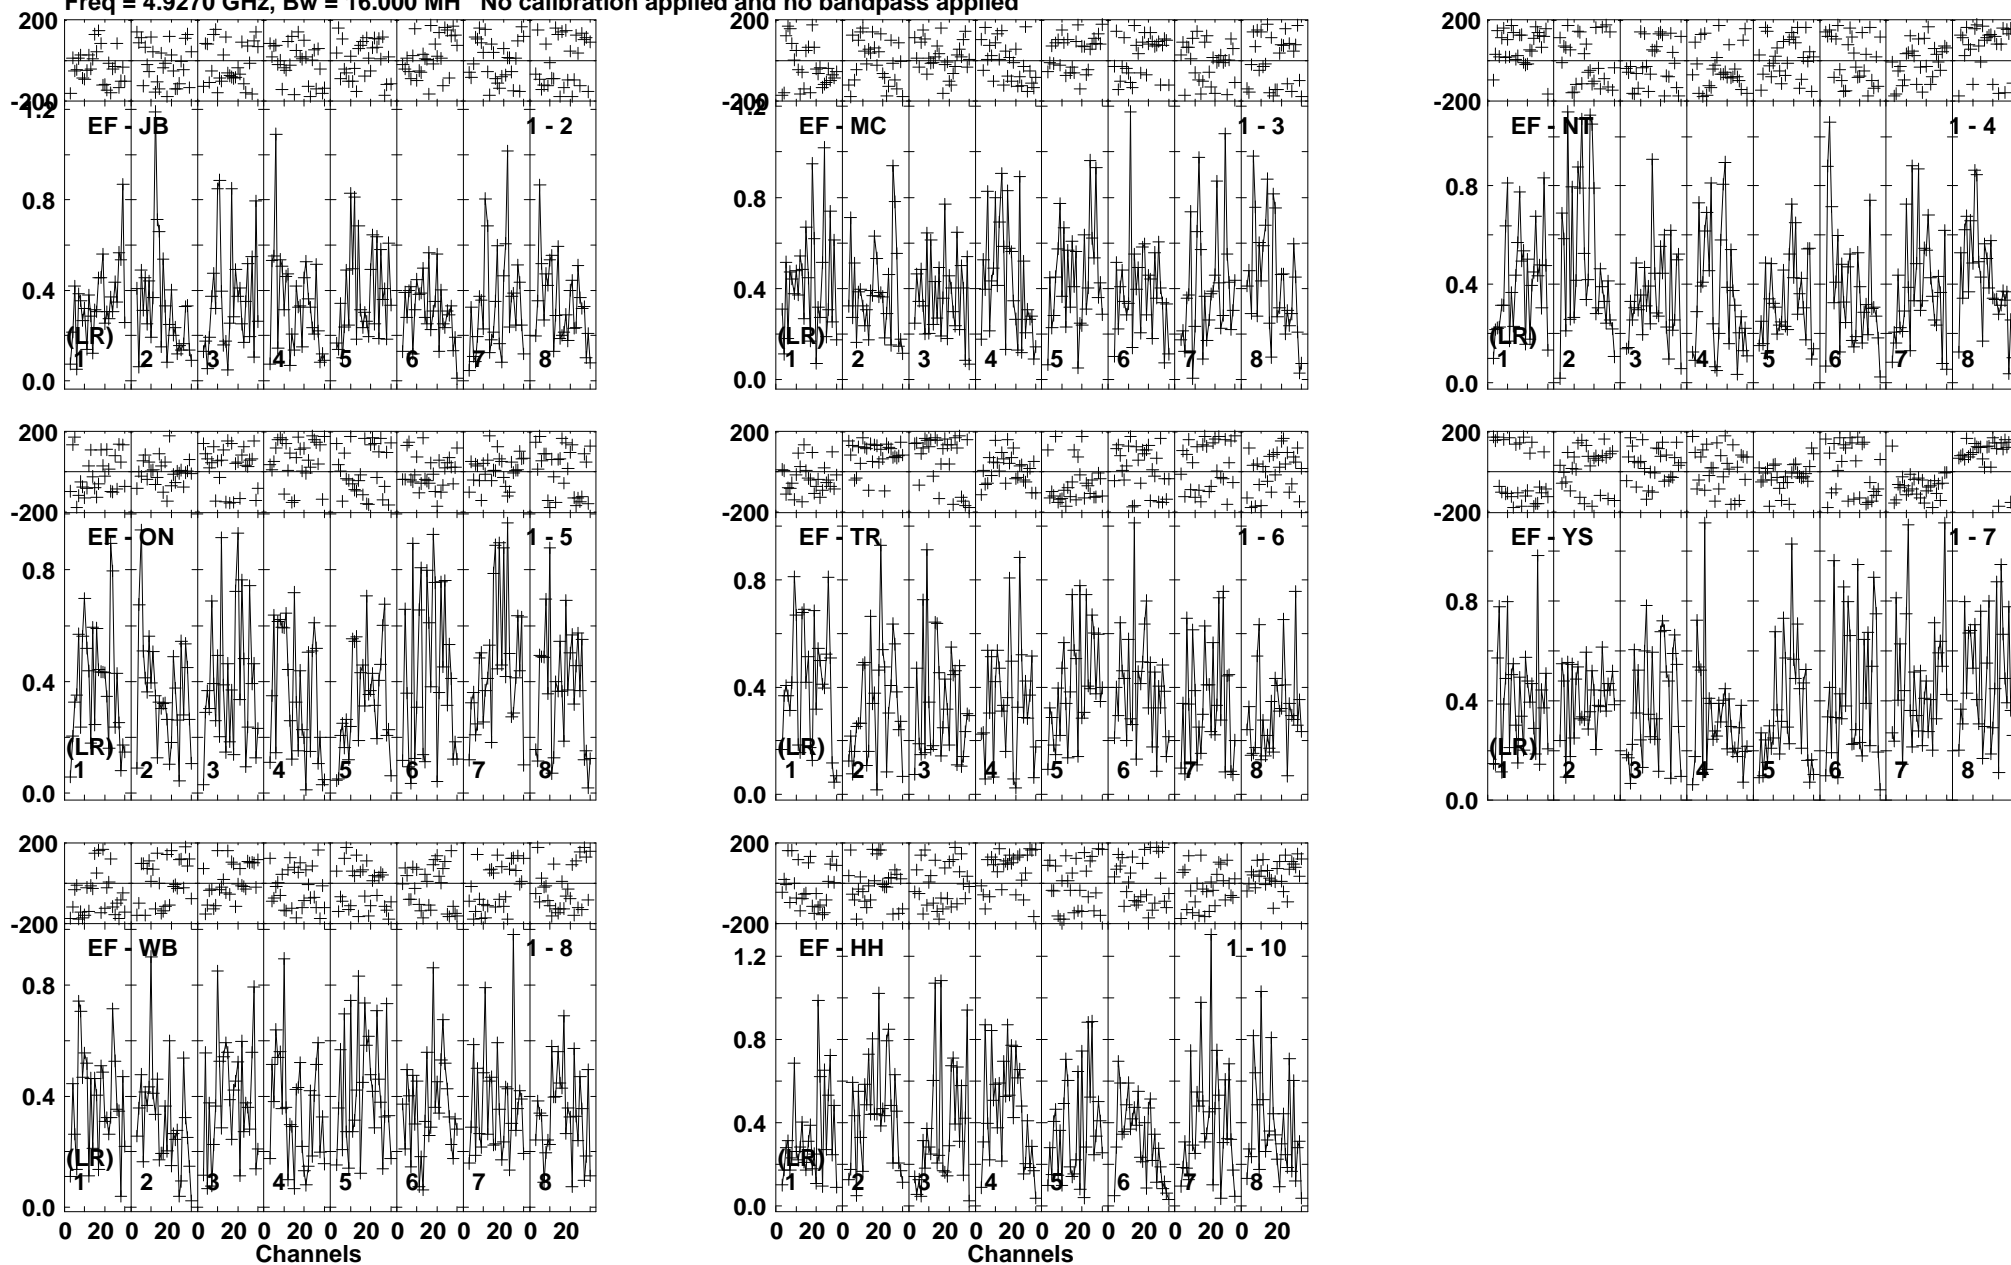 Freq = 4.9270 GHz, Bw = 16.000 MH No calibration applied and no bandpass applied
200 200 200
-200 -200 -200
1.2 EF - JB 1 - 2 1.2 EF - MC 1 - 3 EF - NT 1 - 4
0.8 0.8 0.8
0.4 0.4 0.4
(LR) (LR) (LR)
1 2 3 4 5 6 7 8 1 2 3 4 5 6 7 8 1 2 3 4 5 6 7 8
0.0 0.0 0.0
200 200 200
-200 -200 -200
EF - ON 1 - 5 EF - TR 1 - 6 EF - YS 1 - 7
0.8 0.8 0.8
0.4 0.4 0.4
(LR) (LR) (LR)
1 2 3 4 5 6 7 8 1 2 3 4 5 6 7 8 1 2 3 4 5 6 7 8
0.0 0.0 0.0
200 200
-200 -200
EF - WB 1 - 8 EF - HH 1 - 10
1.2
0.8 0.8
0.4 0.4
(LR) (LR)
1 2 3 4 5 6 7 8 1 2 3 4 5 6 7 8
0.0 0.0
0 20 0 20 0 20 0 20 0 20 0 20 0 20 0 20 0 20 0 20 0 20 0 20 0 20 0 20 0 20 0 20
Channels Channels